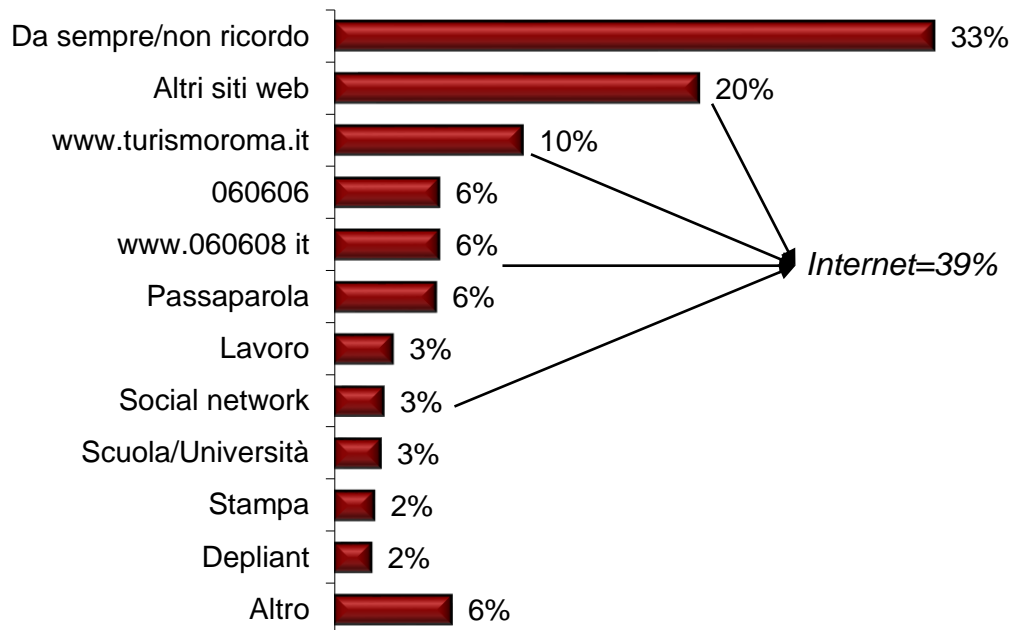 Da sempre/non ricordo 33%
Altri siti web 20%
www.turismoroma.it 10%
060606 6%
www.060608 it 6%
Internet=39%
Passaparola 6%
Lavoro 3%
Social network 3%
Scuola/Università 3%
Stampa 2%
Depliant 2%
Altro 6%